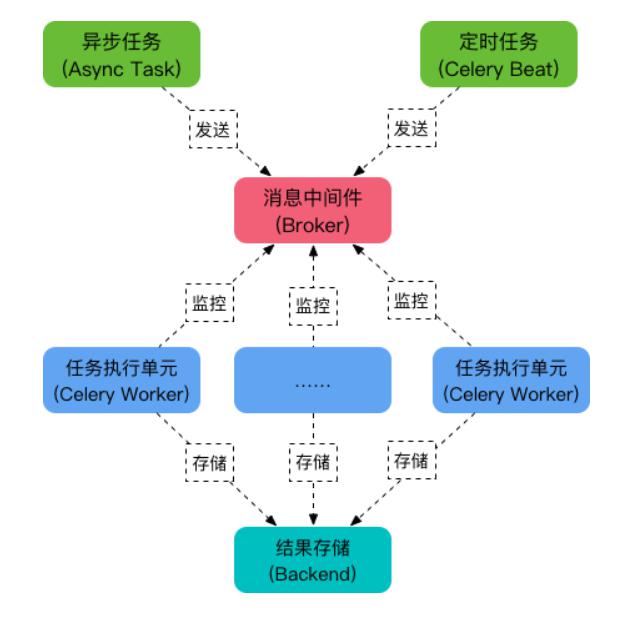 异步任务
(Async Task)
定时任务
(Celery Beat)
发送
发送
消息中间件
(Broker)
监控
监控
监控
任务执行单元
(Celery Worker)
……
任务执行单元
(Celery Worker)
存储
存储
存储
结果存储
(Backend)